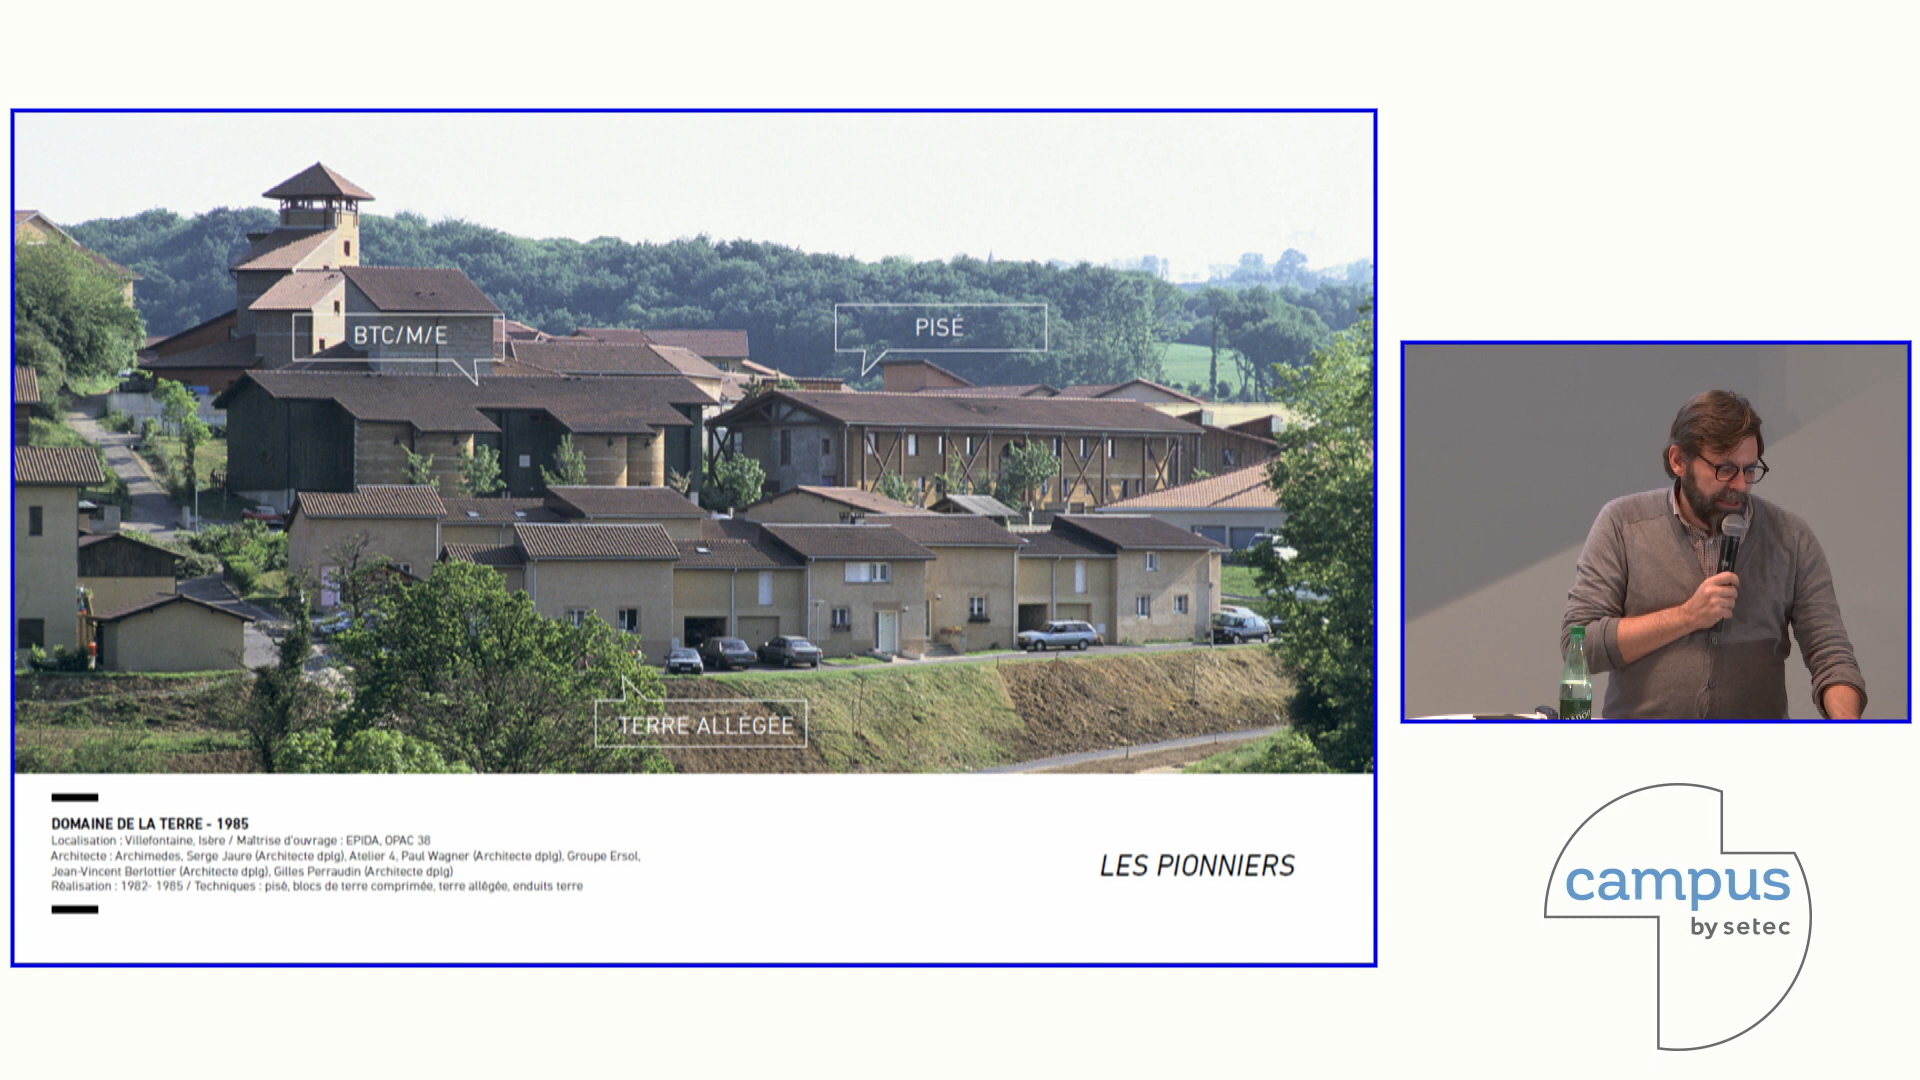 BTC/M/E
PISÉ
TERRE ALLÉGÉE
DOMAINE DE LA TERRE - 1985
Localisation : Villefontaine, Isère / Maîtrise d'ouvrage : EPIDA, OPAC 38
Architecte : Archimedes, Serge Jaure (Architecte dplg), Atelier 4, Paul Wagner (Architecte dplg), Groupe Ersol,
Jean-Vincent Berlottier (Architecte dplg), Gilles Perraudin (Architecte dplg)
Réalisation : 1982- 1985 / Techniques : pisé, blocs de terre comprimée, terre allégée, enduits terre
LES PIONNIERS
campus
by setec